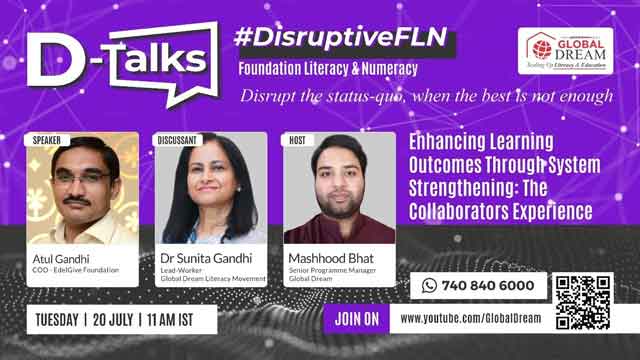 D-Talks
#DisruptiveFLN
Foundation Literacy & Numeracy
Disrupt the status-quo, when the best is not enough
GLOBAL
DREAM
Scaling Up Literacy & Education
SPEAKER
DISCUSSANT
HOST
Atul Gandhi
COO - EdelGive Foundation
Dr Sunita Gandhi
Lead-Worker
Global Dream Literacy Movement
Mashhood Bhat
Senior Programme Manager
Global Dream
Enhancing Learning
Outcomes Through System
Strengthening: The
Collaborators Experience
740 840 6000
TUESDAY | 20 JULY | 11 AM IST
JOIN ON
www.youtube.com/GlobalDream